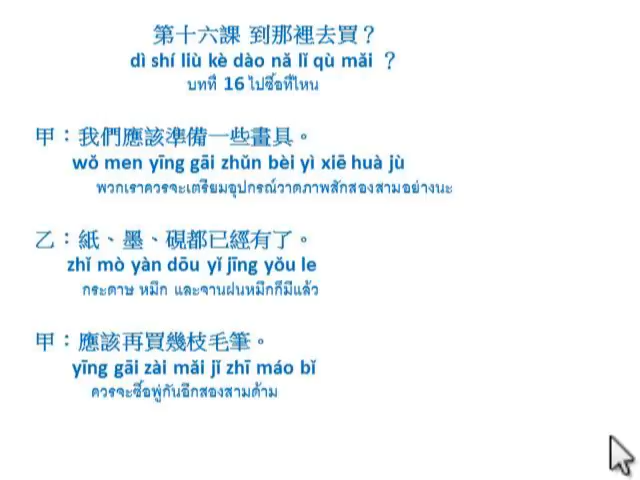 第十六課 到那裡去買？
dì shí liù kè dào nǎ lǐ qù mǎi ？
บทที่ 16 ไปซื้อที่ไหน
甲：我們應該準備一些畫具。
wǒ men yīng gāi zhǔn bèi yì xiē huà jù
พวกเราควรจะเตรียมอุปกรณ์วาดภาพสักสองสามอย่างนะ
乙：紙、墨、硯都已經有了。
zhǐ mò yàn dōu yǐ jīng yǒu le
กระดาษ หมึก และจานฝนหมึกก็มีแล้ว
甲：應該再買幾枝毛筆。
yīng gāi zài mǎi jǐ zhī máo bǐ
ควรจะซื้อพู่กันอีกสองสามด้าม